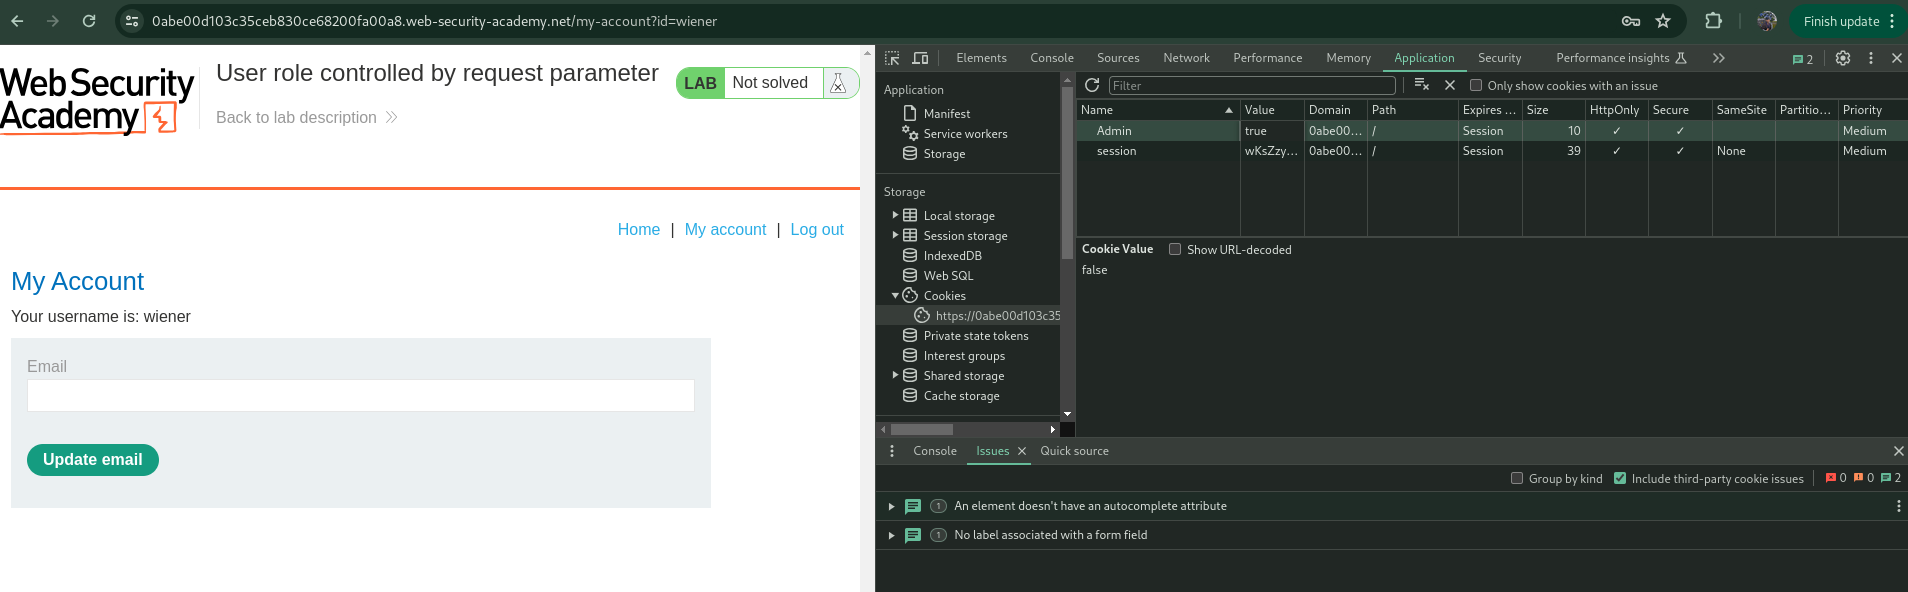 0abe00d103c35ceb830ce68200fa00a8.web-security-academy.net/my-account?id=wiener
Finish update
Web Security
Academy
User role controlled by request parameter
LAB Not solved
Back to lab description
Home | My account | Log out
My Account
Your username is: wiener
Email
Update email
Elements Console Sources Network Performance Memory Application Security Performance insights 2
Application
Manifest
Service workers
Storage
Storage
Local storage
Session storage
IndexedDB
Web SQL
Cookies
https://0abe00d103c35
Private state tokens
Interest groups
Shared storage
Cache storage
Filter
Only show cookies with an issue
Name Value Domain Path Expires ... Size HttpOnly Secure SameSite Partitio... Priority
Admin true 0abe00... / Session 10 ✓ ✓ Medium
session wKsZzy... 0abe00... / Session 39 ✓ ✓ None Medium
Cookie Value Show URL-decoded
false
Console Issues Quick source
Group by kind Include third-party cookie issues 0 0 2
1 An element doesn't have an autocomplete attribute
1 No label associated with a form field